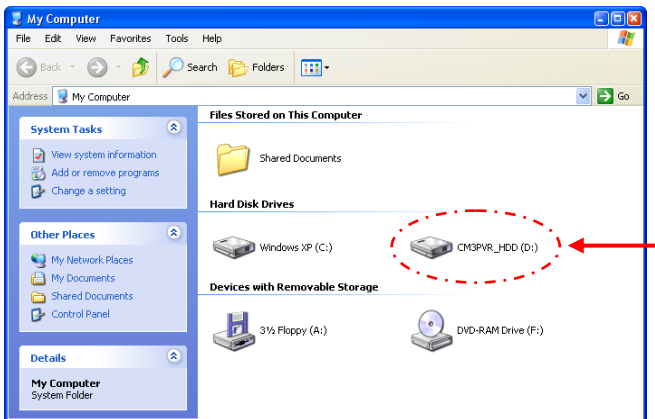 My Computer
File Edit View Favorites Tools Help
Back Search Folders
Address My Computer Go
System Tasks
View system information
Add or remove programs
Change a setting
Other Places
My Network Places
My Documents
Shared Documents
Control Panel
Details
My Computer
System Folder
Files Stored on This Computer
Shared Documents
Hard Disk Drives
Windows XP (C:) CM3PVR_HDD (D:)
Devices with Removable Storage
3½ Floppy (A:) DVD-RAM Drive (F:)